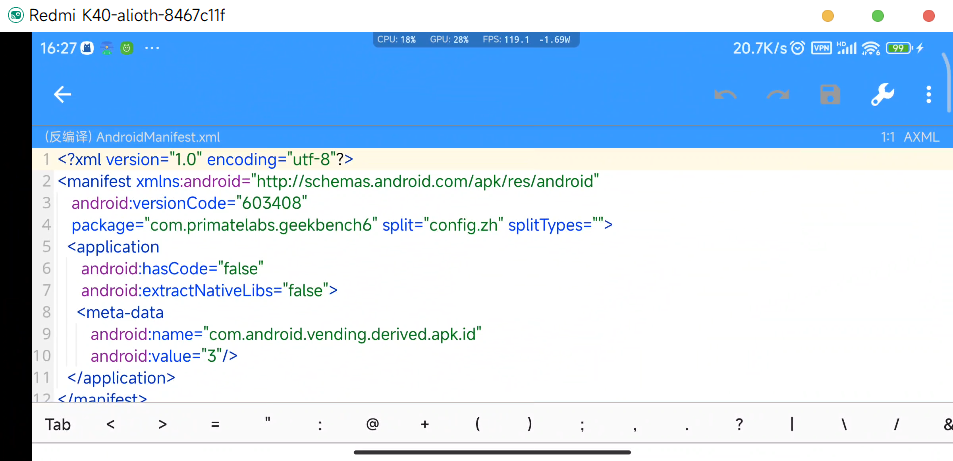 Redmi K40-alioth-8467c11f
16:27 ··· CPU: 18% GPU: 28% FPS: 119.1 -1.69W 20.7K/s VPN HD 99
(反编译) AndroidManifest.xml 1:1 AXML
1 <?xml version="1.0" encoding="utf-8"?>
2 <manifest xmlns:android="http://schemas.android.com/apk/res/android"
3 android:versionCode="603408"
4 package="com.primatelabs.geekbench6" split="config.zh" splitTypes="">
5 <application
6 android:hasCode="false"
7 android:extractNativeLibs="false">
8 <meta-data
9 android:name="com.android.vending.derived.apk.id"
10 android:value="3"/>
11 </application>
12 </manifest>
Tab < > = " : @ + ( ) ; , . ? | \ / &